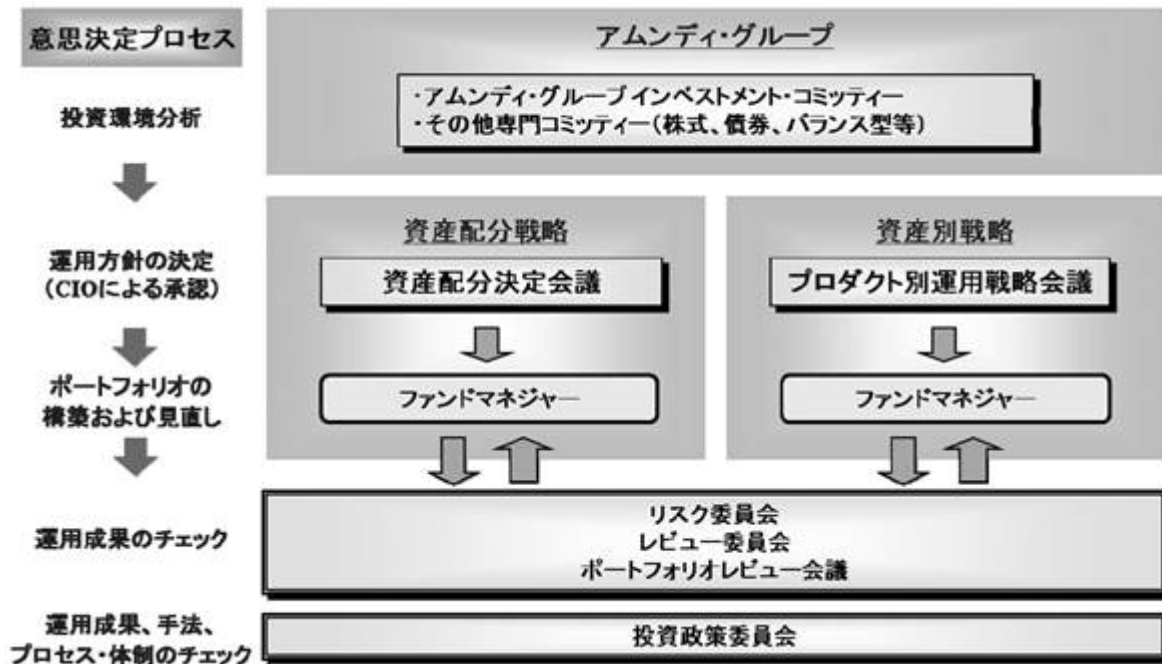 意思決定プロセス
アムンディ・グループ
投資環境分析
・アムンディ・グループ インベストメント・コミッティー
・その他専門コミッティー（株式、債券、バランス型等）
運用方針の決定
（CIOによる承認）
資産配分戦略
資産配分決定会議
資産別戦略
プロダクト別運用戦略会議
ポートフォリオの
構築および見直し
ファンドマネジャー
ファンドマネジャー
運用成果のチェック
リスク委員会
レビュー委員会
ポートフォリオレビュー会議
運用成果、手法、
プロセス・体制のチェック
投資政策委員会